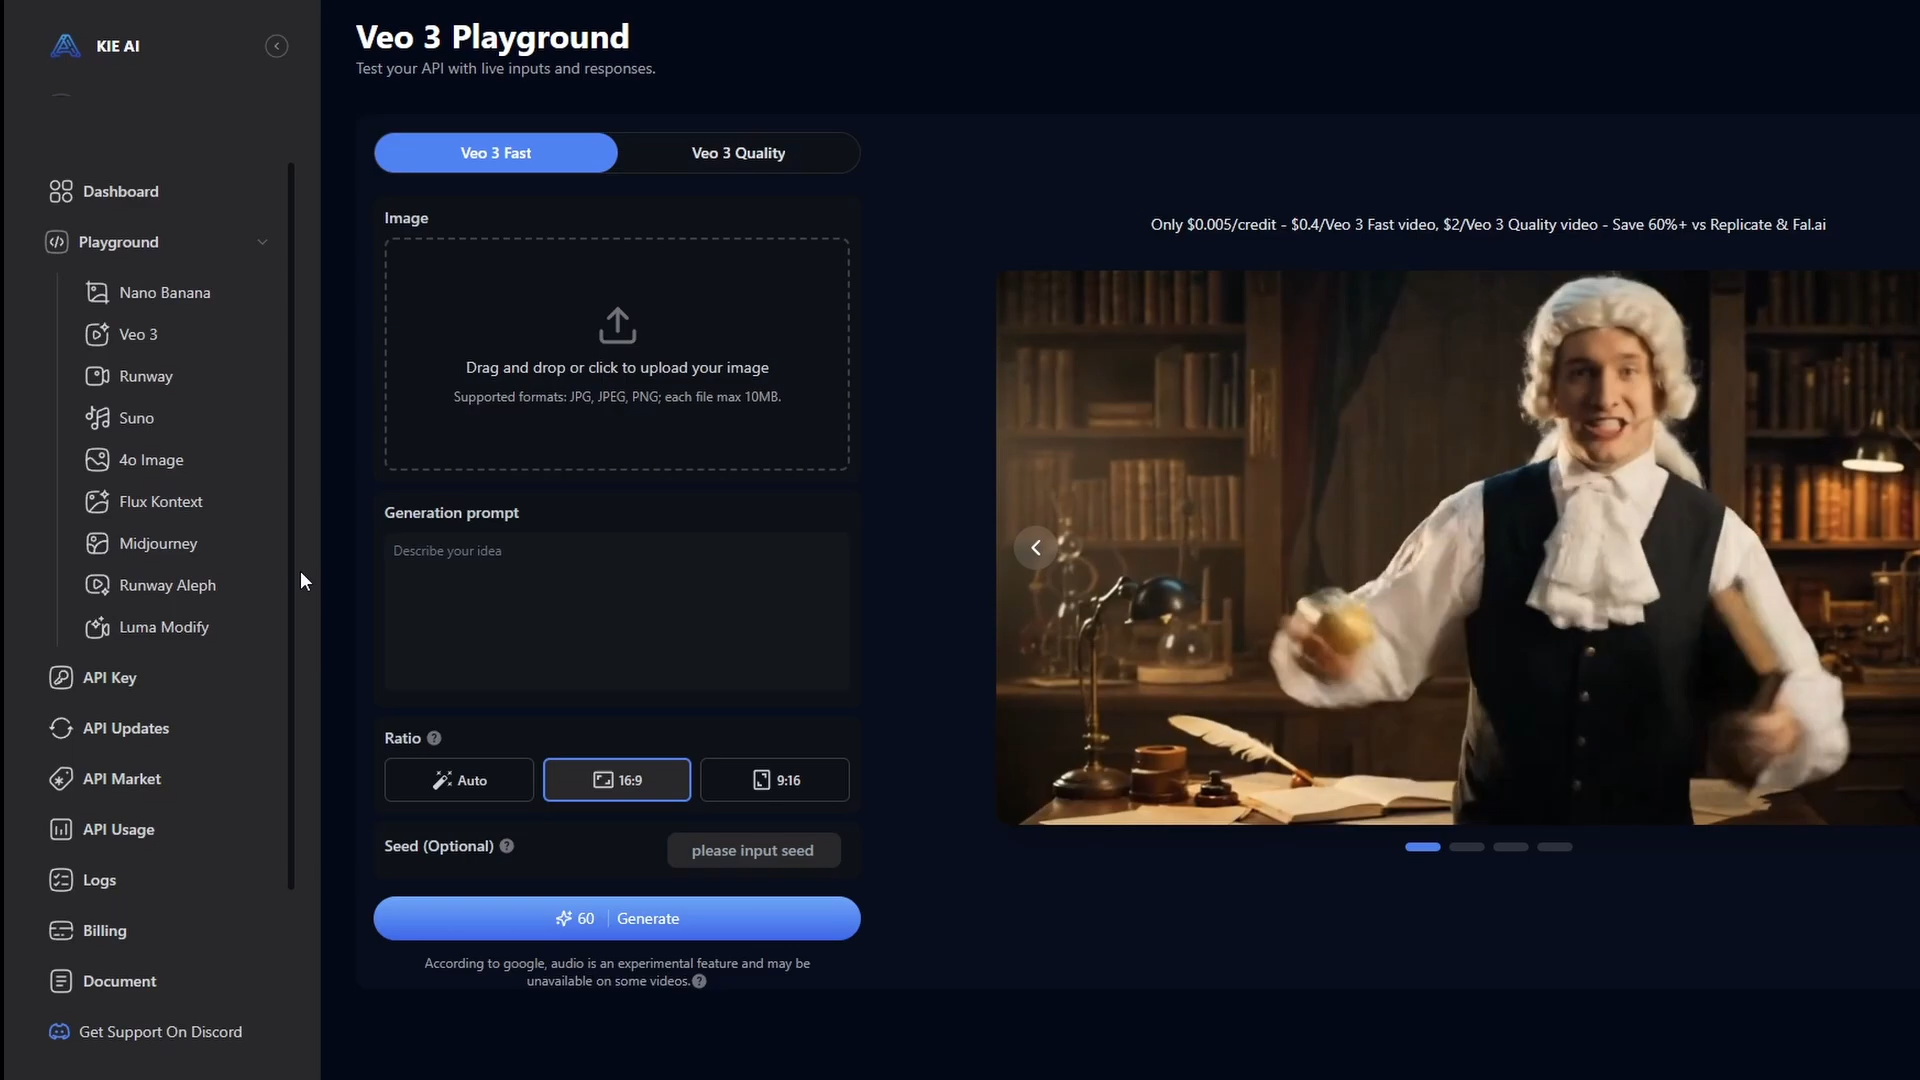 KIE AI
Dashboard
Playground
Nano Banana
Veo 3
Runway
Suno
4o Image
Flux Kontext
Midjourney
Runway Aleph
Luma Modify
API Key
API Updates
API Market
API Usage
Logs
Billing
Document
Get Support On Discord
Veo 3 Playground
Test your API with live inputs and responses.
Veo 3 Fast
Veo 3 Quality
Image
Drag and drop or click to upload your image
Supported formats: JPG, JPEG, PNG; each file max 10MB.
Generation prompt
Describe your idea
Ratio
Auto
16:9
9:16
Seed (Optional)
please input seed
60 | Generate
According to google, audio is an experimental feature and may be
unavailable on some videos.
Only $0.005/credit - $0.4/Veo 3 Fast video, $2/Veo 3 Quality video - Save 60%+ vs Replicate & Fal.ai